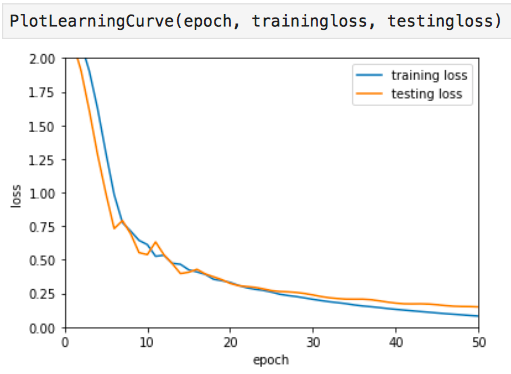 PlotLearningCurve(epoch, trainingloss, testingloss)
2.00
1.75
1.50
1.25
1.00
0.75
0.50
0.25
0.00
loss
training loss
testing loss
0 10 20 30 40 50
epoch